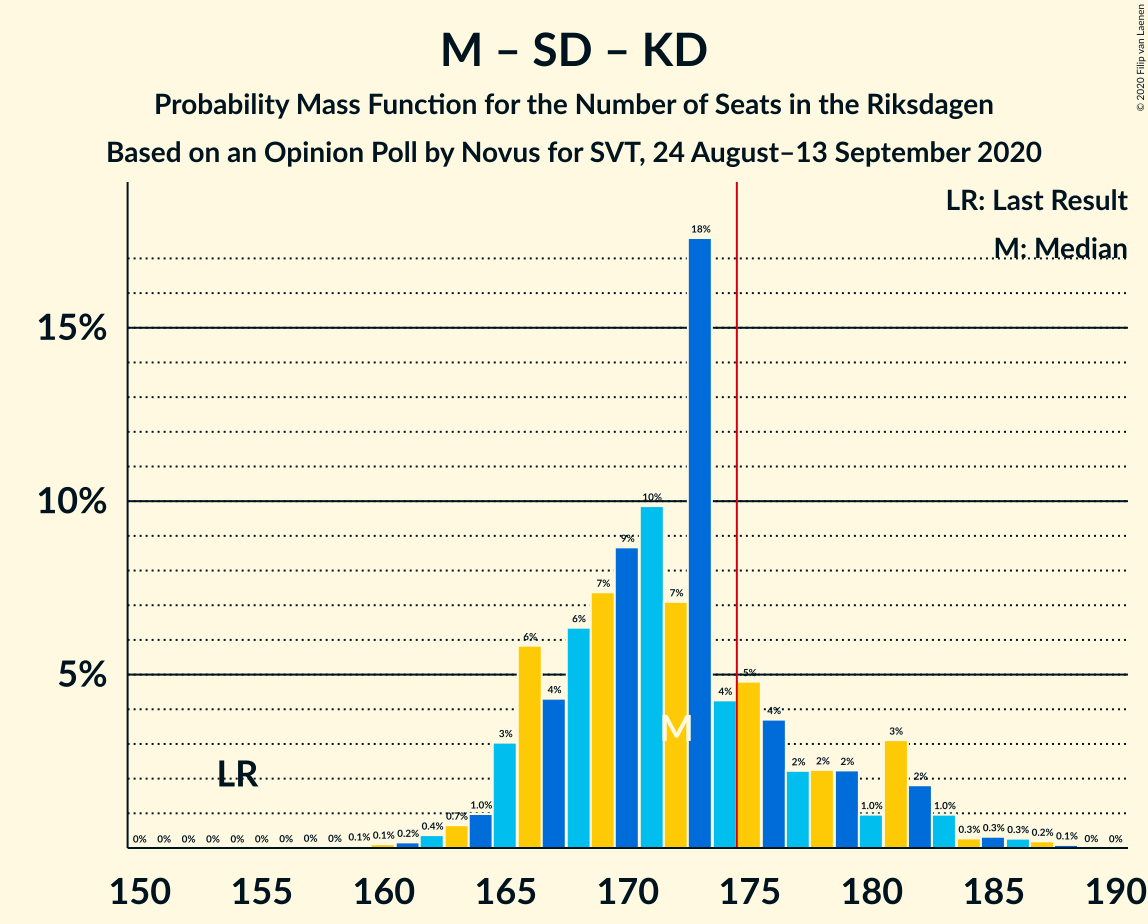 M – SD – KD
Probability Mass Function for the Number of Seats in the Riksdagen
Based on an Opinion Poll by Novus for SVT, 24 August–13 September 2020
© 2020 Filip van Laenen
LR: Last Result
M: Median
15%
10%
5%
0% 0% 0% 0% 0% 0% 0% 0% 0% 0.1% 0.1% 0.2% 0.4% 0.7% 1.0% 3% 6% 4% 6% 7% 9% 10% 7% 18% 4% 5% 4% 2% 2% 2% 1.0% 3% 2% 1.0% 0.3% 0.3% 0.3% 0.2% 0.1% 0% 0%
LR
M
150 155 160 165 170 175 180 185 190